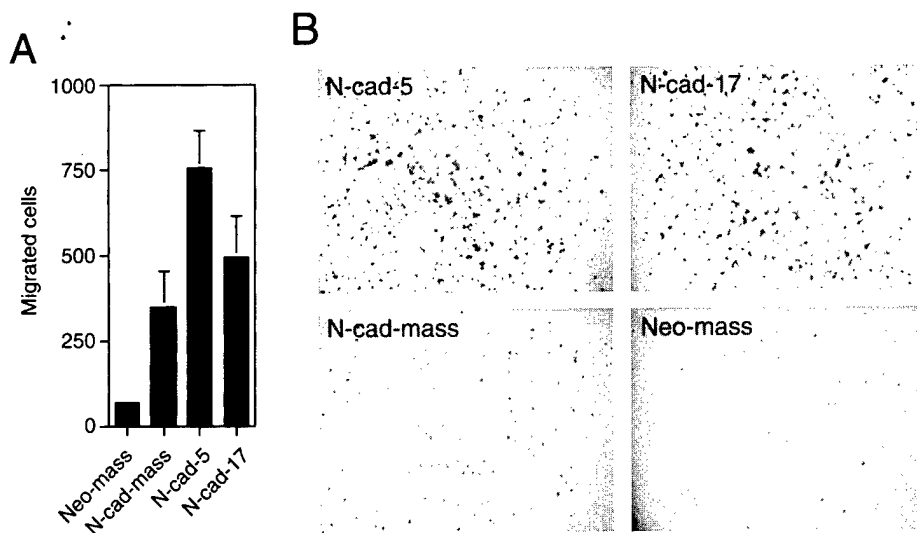 A
1000
750
500
250
0
Migrated cells
Neo-mass
N-cad-mass
N-cad-5
N-cad-17
B
N-cad-5
N-cad-17
N-cad-mass
Neo-mass